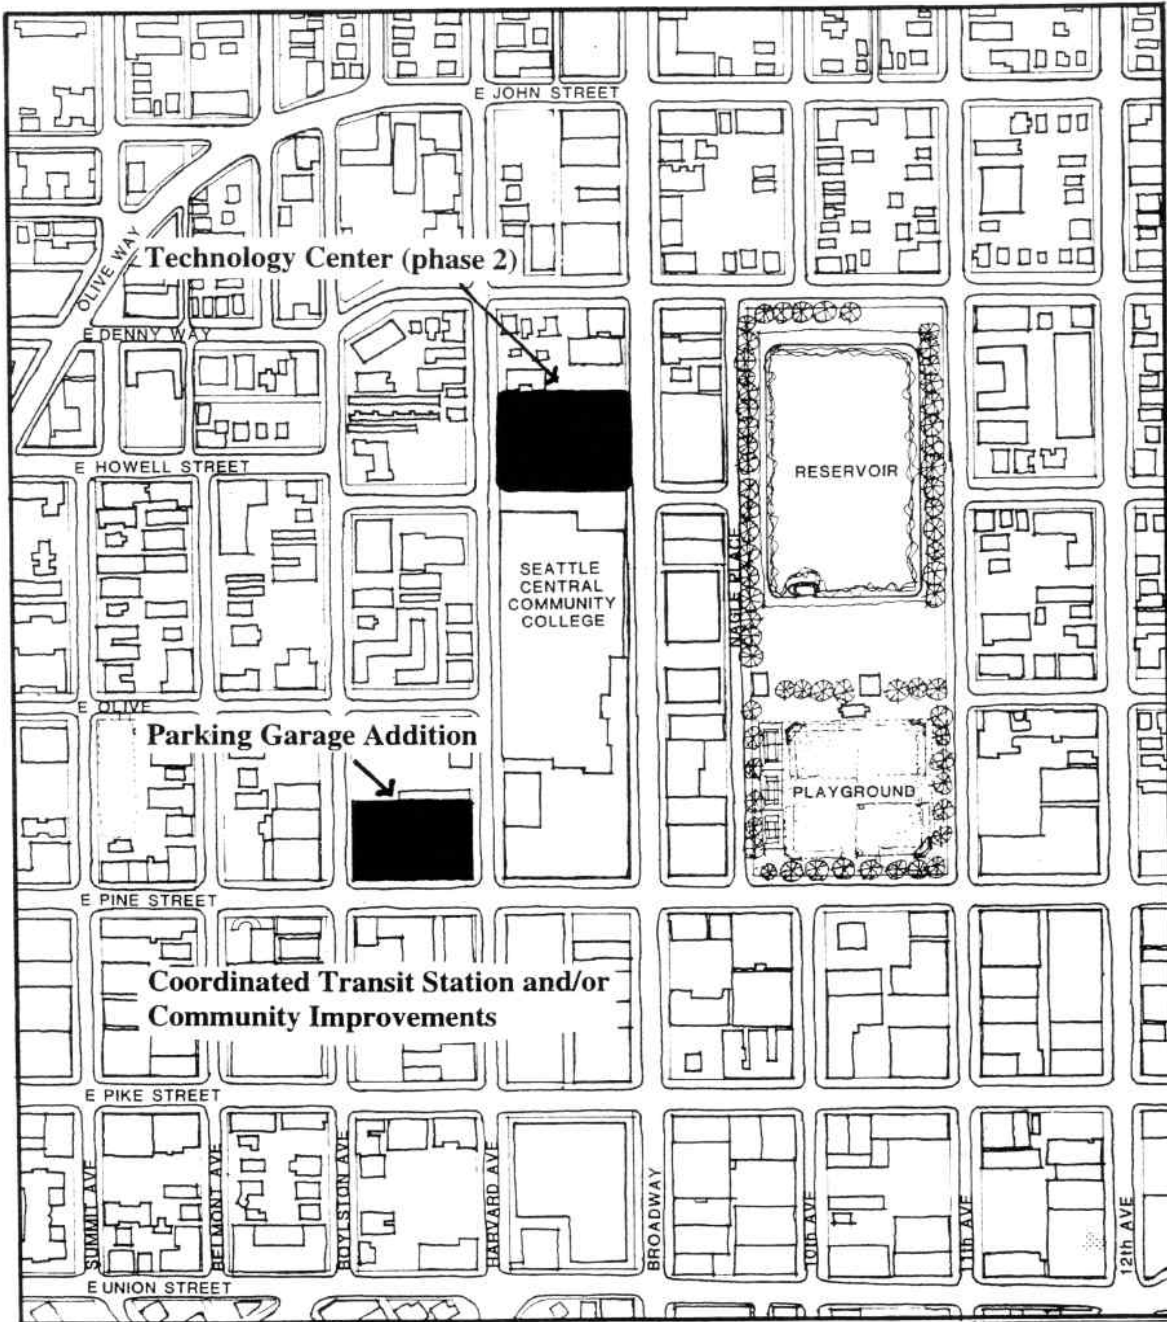 E JOHN STREET
OLIVE WAY
Technology Center (phase 2)
E DENNY WAY
E HOWELL STREET
RESERVOIR
SEATTLE
CENTRAL
COMMUNITY
COLLEGE
NAGLE PLACE
E OLIVE
Parking Garage Addition
PLAYGROUND
E PINE STREET
Coordinated Transit Station and/or
Community Improvements
E PIKE STREET
SUMMIT AVE
BELMONT AVE
BOYLSTON AVE
HARVARD AVE
BROADWAY
10th AVE
11th AVE
12th AVE
E UNION STREET